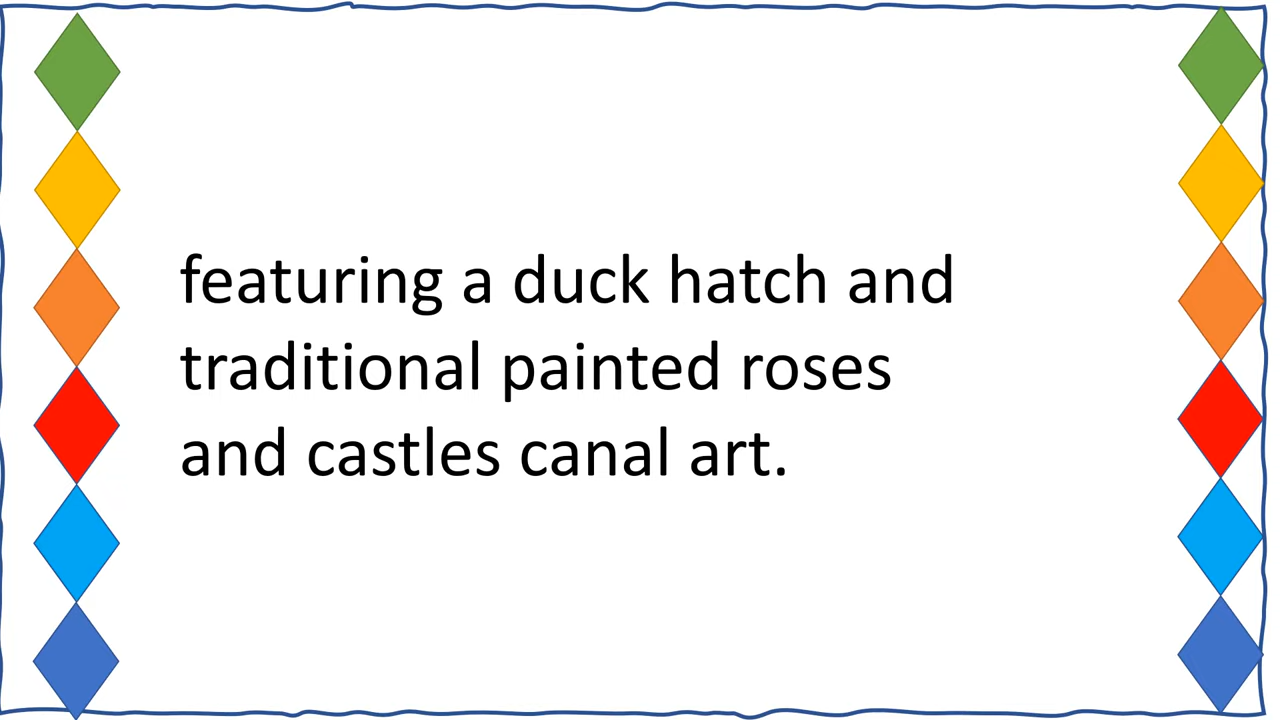 featuring a duck hatch and
traditional painted roses
and castles canal art.